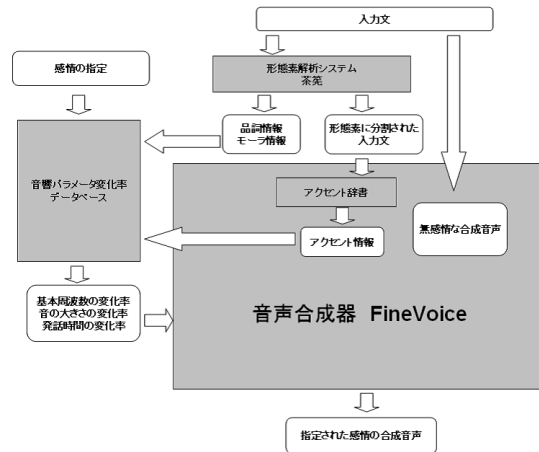 入力文
感情の指定
形態素解析システム
茶筅
品詞情報
モーラ情報
形態素に分割された
入力文
音響パラメータ変化率
データベース
アクセント辞書
アクセント情報
無感情な合成音声
基本周波数の変化率
音の大きさの変化率
発話時間の変化率
音声合成器 FineVoice
指定された感情の合成音声